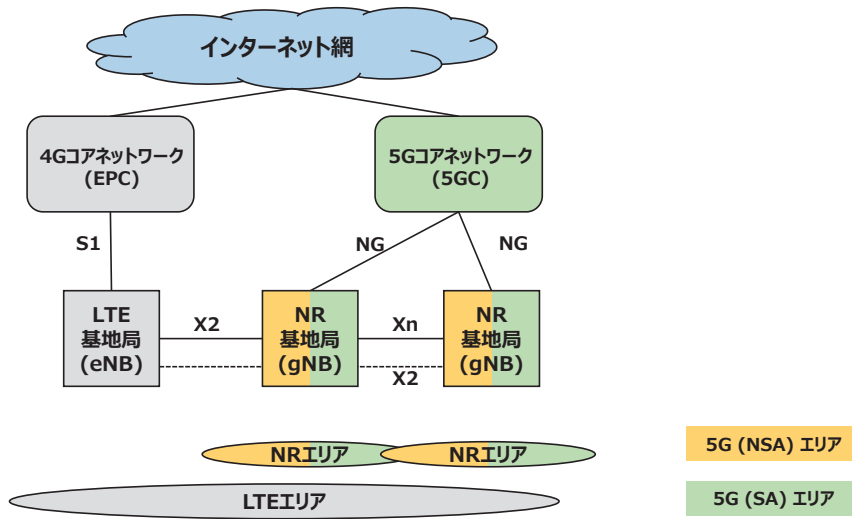 インターネット網
4Gコアネットワーク
(EPC)
5Gコアネットワーク
(5GC)
S1
NG
NG
LTE
基地局
(eNB)
X2
NR
基地局
(gNB)
Xn
X2
NR
基地局
(gNB)
NRエリア
NRエリア
LTEエリア
5G (NSA) エリア
5G (SA) エリア